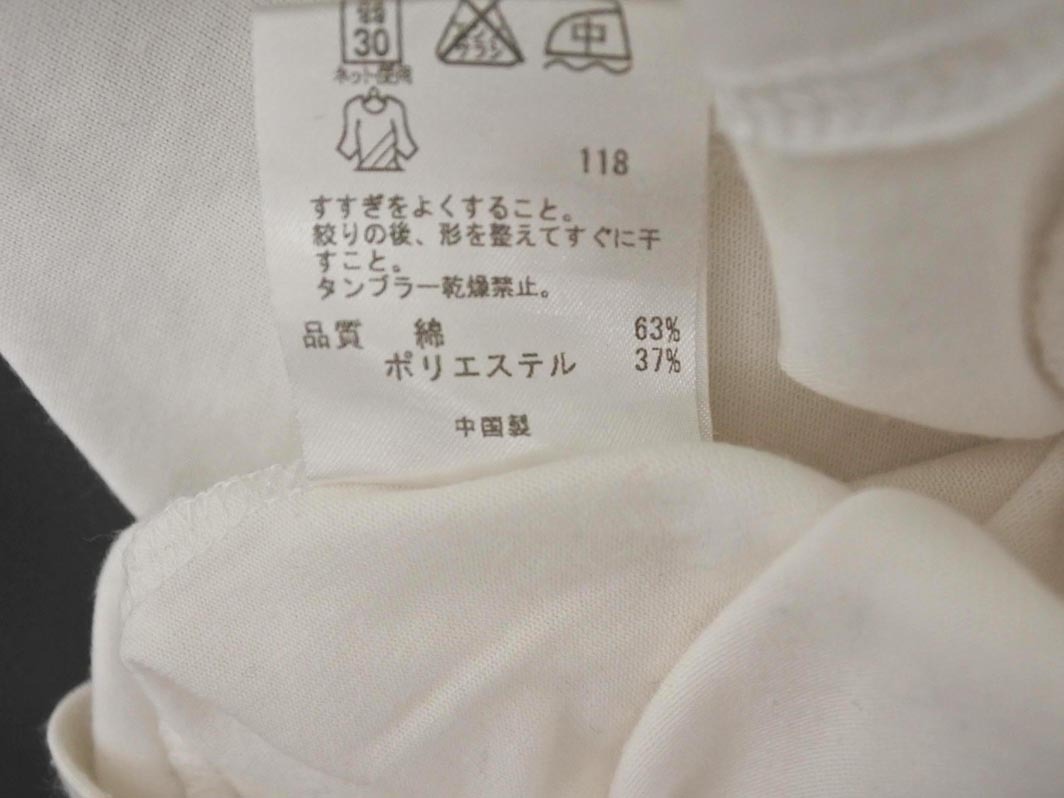 30
中
ネット使用
118
すすぎをよくすること。
絞りの後、形を整えてすぐに干
すこと。
タンブラー乾燥禁止。
品質 綿 63%
ポリエステル 37%
中国製